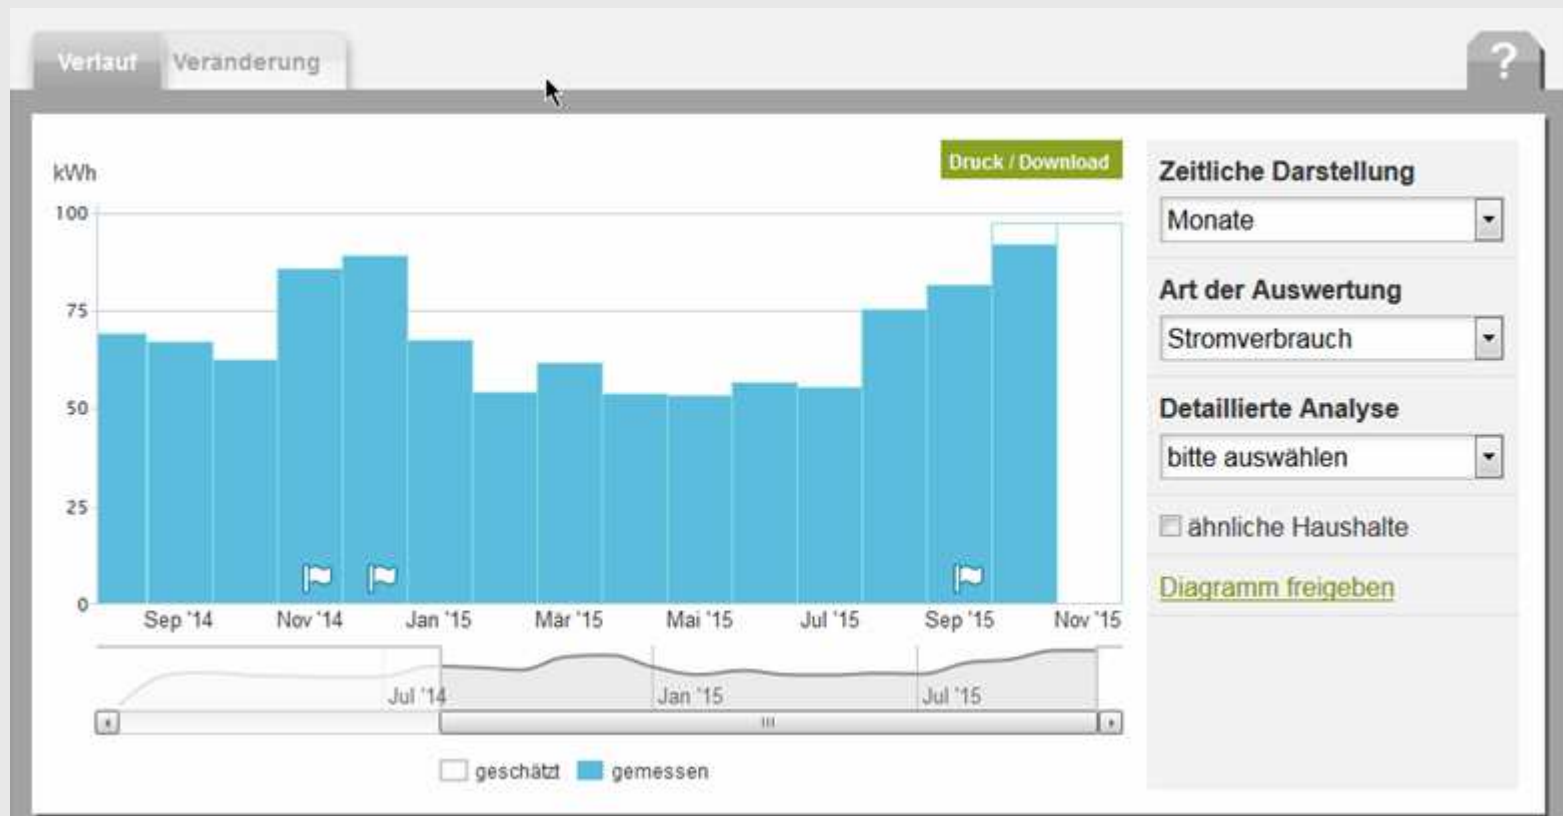 Verlauf Veränderung
?
kWh
Druck / Download
100
75
50
25
0
Sep '14 Nov '14 Jan '15 Mär '15 Mai '15 Jul '15 Sep '15 Nov '15
Jul '14 Jan '15 Jul '15
geschätzt gemessen
Zeitliche Darstellung
Monate
Art der Auswertung
Stromverbrauch
Detaillierte Analyse
bitte auswählen
ähnliche Haushalte
Diagramm freigeben